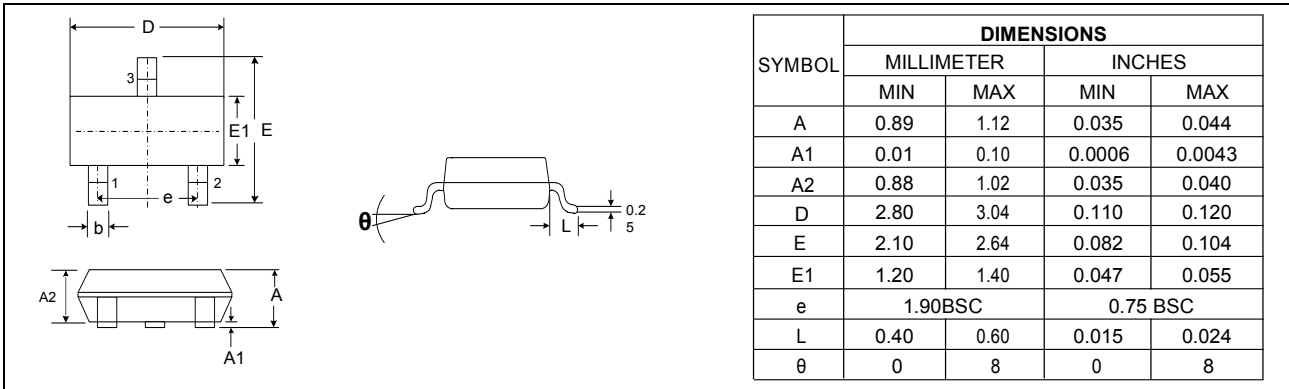 D
3
E1 E
1 2
e
b
A2 A
A1
θ L 0.2
5
DIMENSIONS
SYMBOL MILLIMETER INCHES
MIN MAX MIN MAX
A 0.89 1.12 0.035 0.044
A1 0.01 0.10 0.0006 0.0043
A2 0.88 1.02 0.035 0.040
D 2.80 3.04 0.110 0.120
E 2.10 2.64 0.082 0.104
E1 1.20 1.40 0.047 0.055
e 1.90BSC 0.75 BSC
L 0.40 0.60 0.015 0.024
θ 0 8 0 8